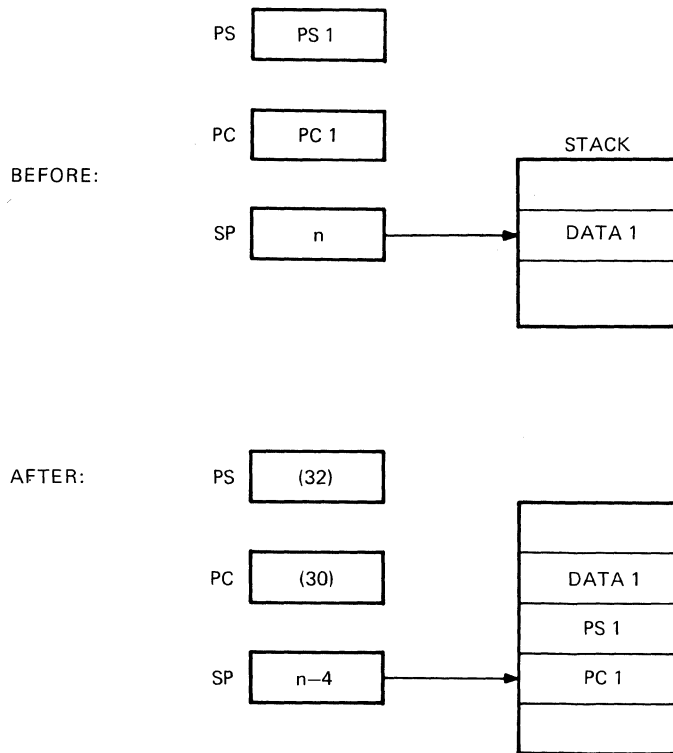 PS PS 1
PC PC 1
STACK
BEFORE:
SP n DATA 1
AFTER: PS (32)
PC (30) DATA 1
PS 1
SP n–4 PC 1